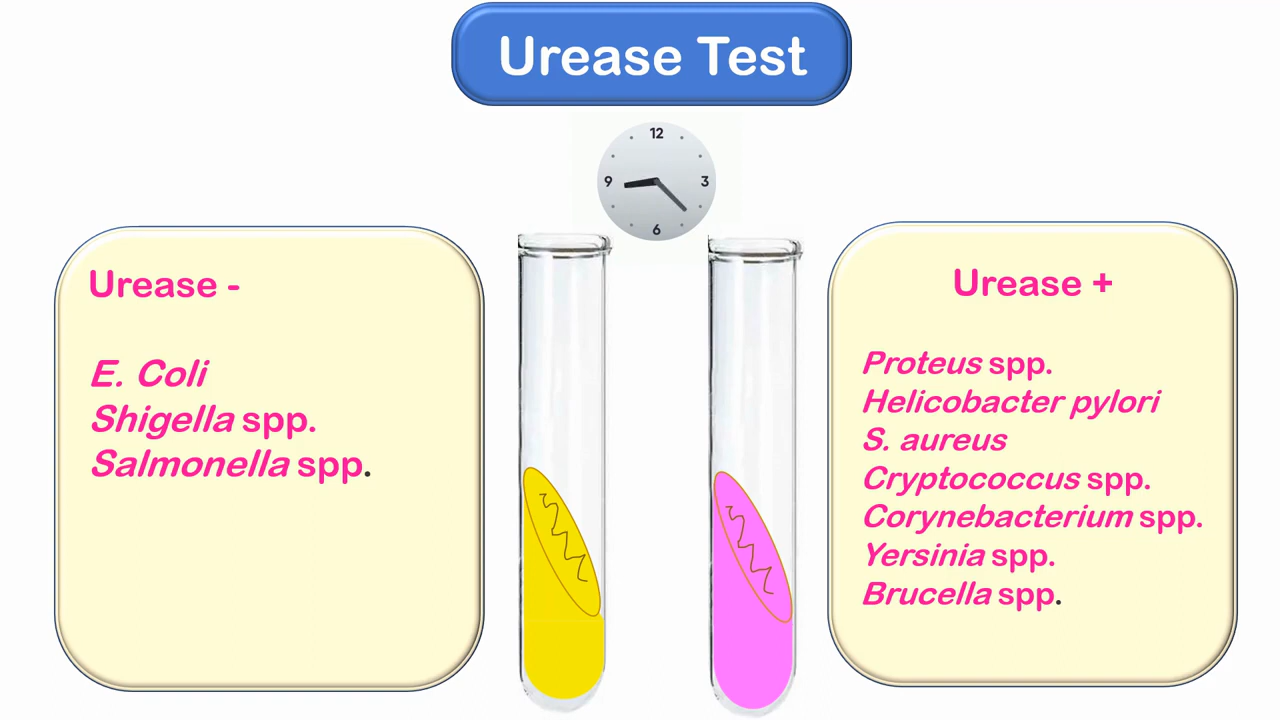 Urease Test
12
9
3
6
Urease -
E. Coli
Shigella spp.
Salmonella spp.
Urease +
Proteus spp.
Helicobacter pylori
S. aureus
Cryptococcus spp.
Corynebacterium spp.
Yersinia spp.
Brucella spp.